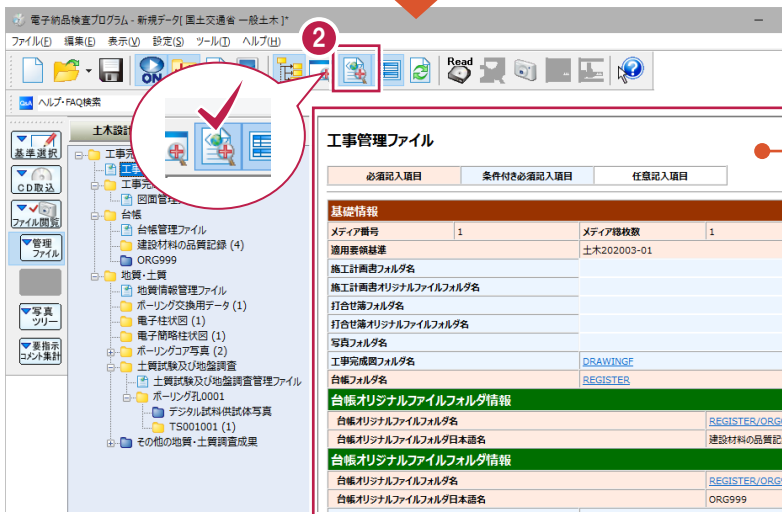 電子納品検査プログラム - 新規データ[ 国土交通省 一般土木 ]*
ファイル(F) 編集(E) 表示(V) 設定(S) ツール(T) ヘルプ(H)
2
ON
Read
Q&A ヘルプ・FAQ検索
基準選択
CD取込
ファイル閲覧
管理
ファイル
写真
ツリー
要指示
コメント集計
土木設計
工事完
工事
工事完
図面管理
台帳
台帳管理ファイル
建設材料の品質記録 (4)
ORG999
地質・土質
地質情報管理ファイル
ボーリング交換用データ (1)
電子柱状図 (1)
電子簡略柱状図 (1)
ボーリングコア写真 (2)
土質試験及び地盤調査
土質試験及び地盤調査管理ファイル
ボーリング孔0001
デジタル試料供試体写真
TS001001 (1)
その他の地質・土質調査成果
工事管理ファイル
必須記入項目 条件付き必須記入項目 任意記入項目
基礎情報
メディア番号 1 メディア総枚数 1
適用要領基準 土木202003-01
施工計画書フォルダ名
施工計画書オリジナルファイルフォルダ名
打合せ簿フォルダ名
打合せ簿オリジナルファイルフォルダ名
写真フォルダ名
工事完成図フォルダ名 DRAWINGF
台帳フォルダ名 REGISTER
台帳オリジナルファイルフォルダ情報
台帳オリジナルファイルフォルダ名 REGISTER/ORG
台帳オリジナルファイルフォルダ日本語名 建設材料の品質記
台帳オリジナルファイルフォルダ情報
台帳オリジナルファイルフォルダ名 REGISTER/ORG
台帳オリジナルファイルフォルダ日本語名 ORG999